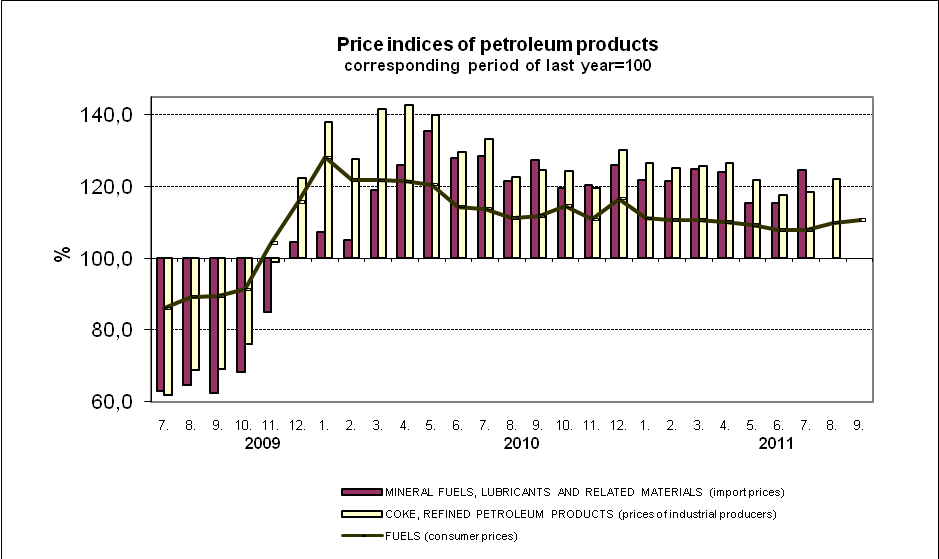 Price indices of petroleum products
corresponding period of last year=100
140,0
120,0
100,0
80,0
60,0
%
7. 8. 9. 10. 11. 12. 1. 2. 3. 4. 5. 6. 7. 8. 9. 10. 11. 12. 1. 2. 3. 4. 5. 6. 7. 8. 9.
2009 2010 2011
MINERAL FUELS, LUBRICANTS AND RELATED MATERIALS (import prices)
COKE, REFINED PETROLEUM PRODUCTS (prices of industrial producers)
FUELS (consumer prices)